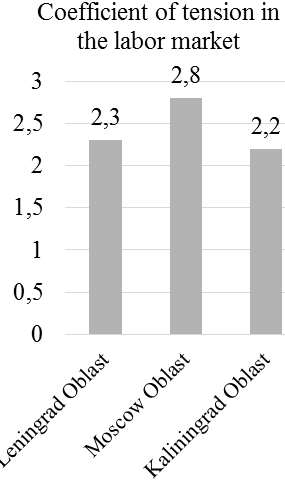 Coefficient of tension in
the labor market
3
2,5
2
1,5
1
0,5
0
2,3
2,8
2,2
Leningrad Oblast
Moscow Oblast
Kaliningrad Oblast